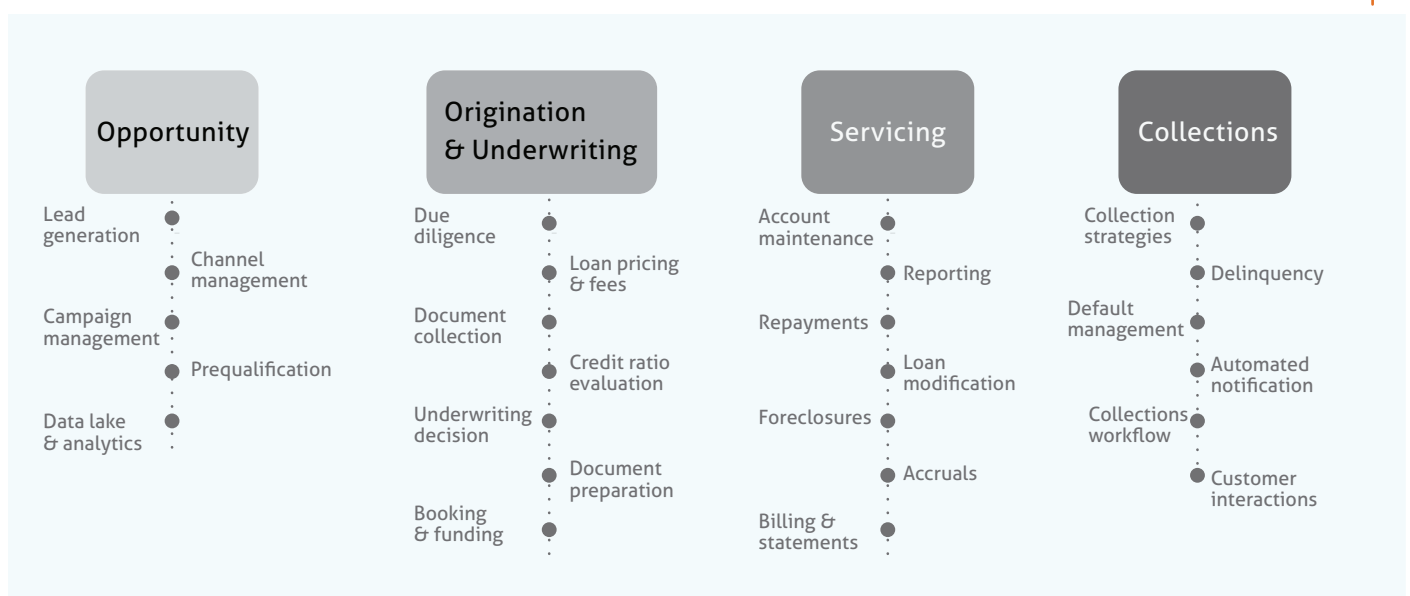 Opportunity
Lead
generation
Channel
management
Campaign
management
Prequalification
Data lake
& analytics
Origination
& Underwriting
Due
diligence
Loan pricing
& fees
Document
collection
Credit ratio
evaluation
Underwriting
decision
Document
preparation
Booking
& funding
Servicing
Account
maintenance
Reporting
Repayments
Loan
modification
Foreclosures
Accruals
Billing &
statements
Collections
Collection
strategies
Delinquency
Default
management
Automated
notification
Collections
workflow
Customer
interactions